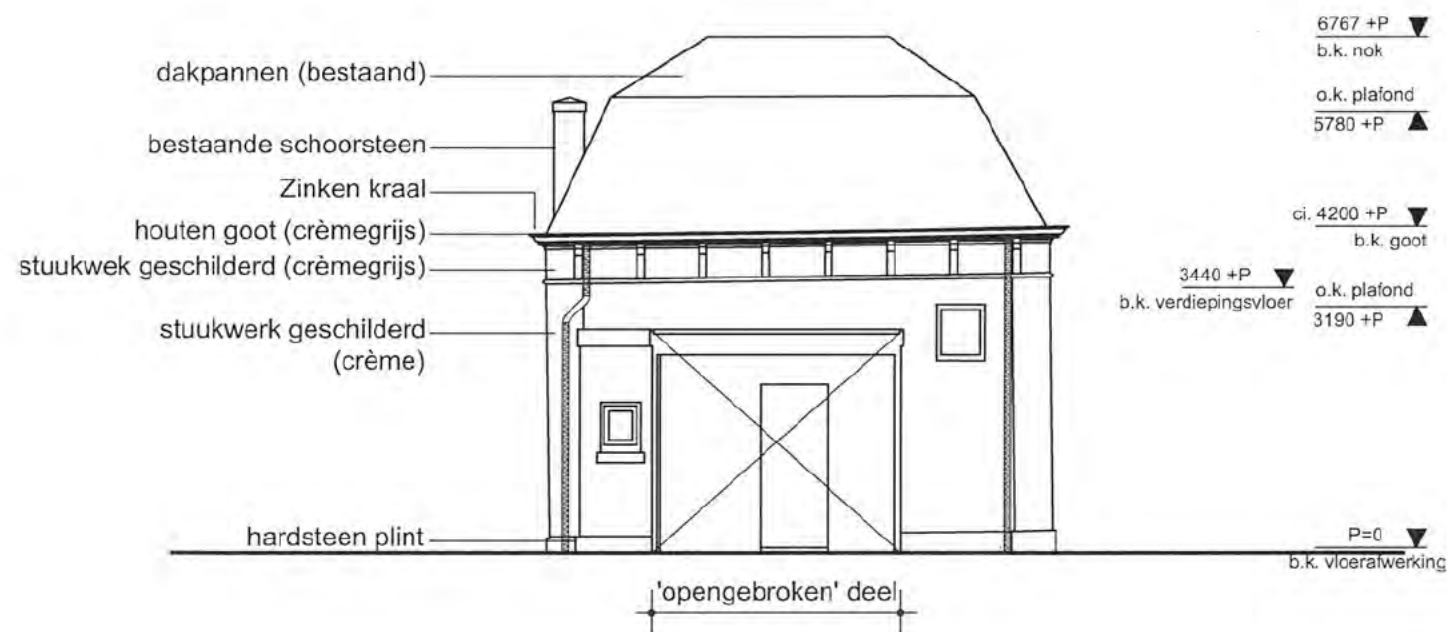 dakpannen (bestaand)
bestaande schoorsteen
Zinken kraal
houten goot (crèmegrijs)
stuukwek geschilderd (crèmegrijs)
stuukwerk geschilderd
(crème)
hardsteen plint
'opengebroken' deel
6767 +P
b.k. nok
o.k. plafond
5780 +P
ci. 4200 +P
b.k. goot
3440 +P
b.k. verdiepingsvloer
o.k. plafond
3190 +P
P=0
b.k. vloerafwerking